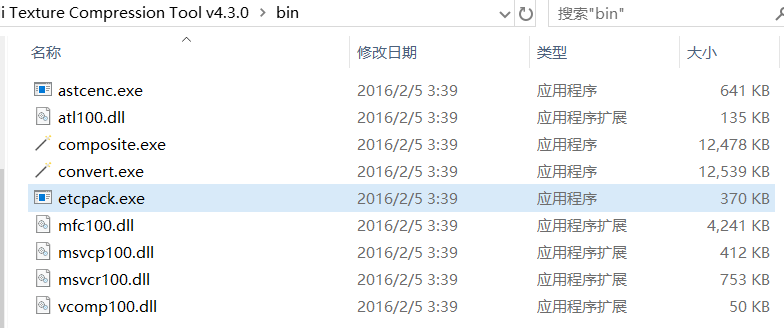 i Texture Compression Tool v4.3.0 > bin 搜索"bin"
名称 修改日期 类型 大小
astcenc.exe 2016/2/5 3:39 应用程序 641 KB
atl100.dll 2016/2/5 3:39 应用程序扩展 135 KB
composite.exe 2016/2/5 3:39 应用程序 12,478 KB
convert.exe 2016/2/5 3:39 应用程序 12,539 KB
etcpack.exe 2016/2/5 3:39 应用程序 370 KB
mfc100.dll 2016/2/5 3:39 应用程序扩展 4,241 KB
msvcp100.dll 2016/2/5 3:39 应用程序扩展 412 KB
msvcr100.dll 2016/2/5 3:39 应用程序扩展 753 KB
vcomp100.dll 2016/2/5 3:39 应用程序扩展 50 KB